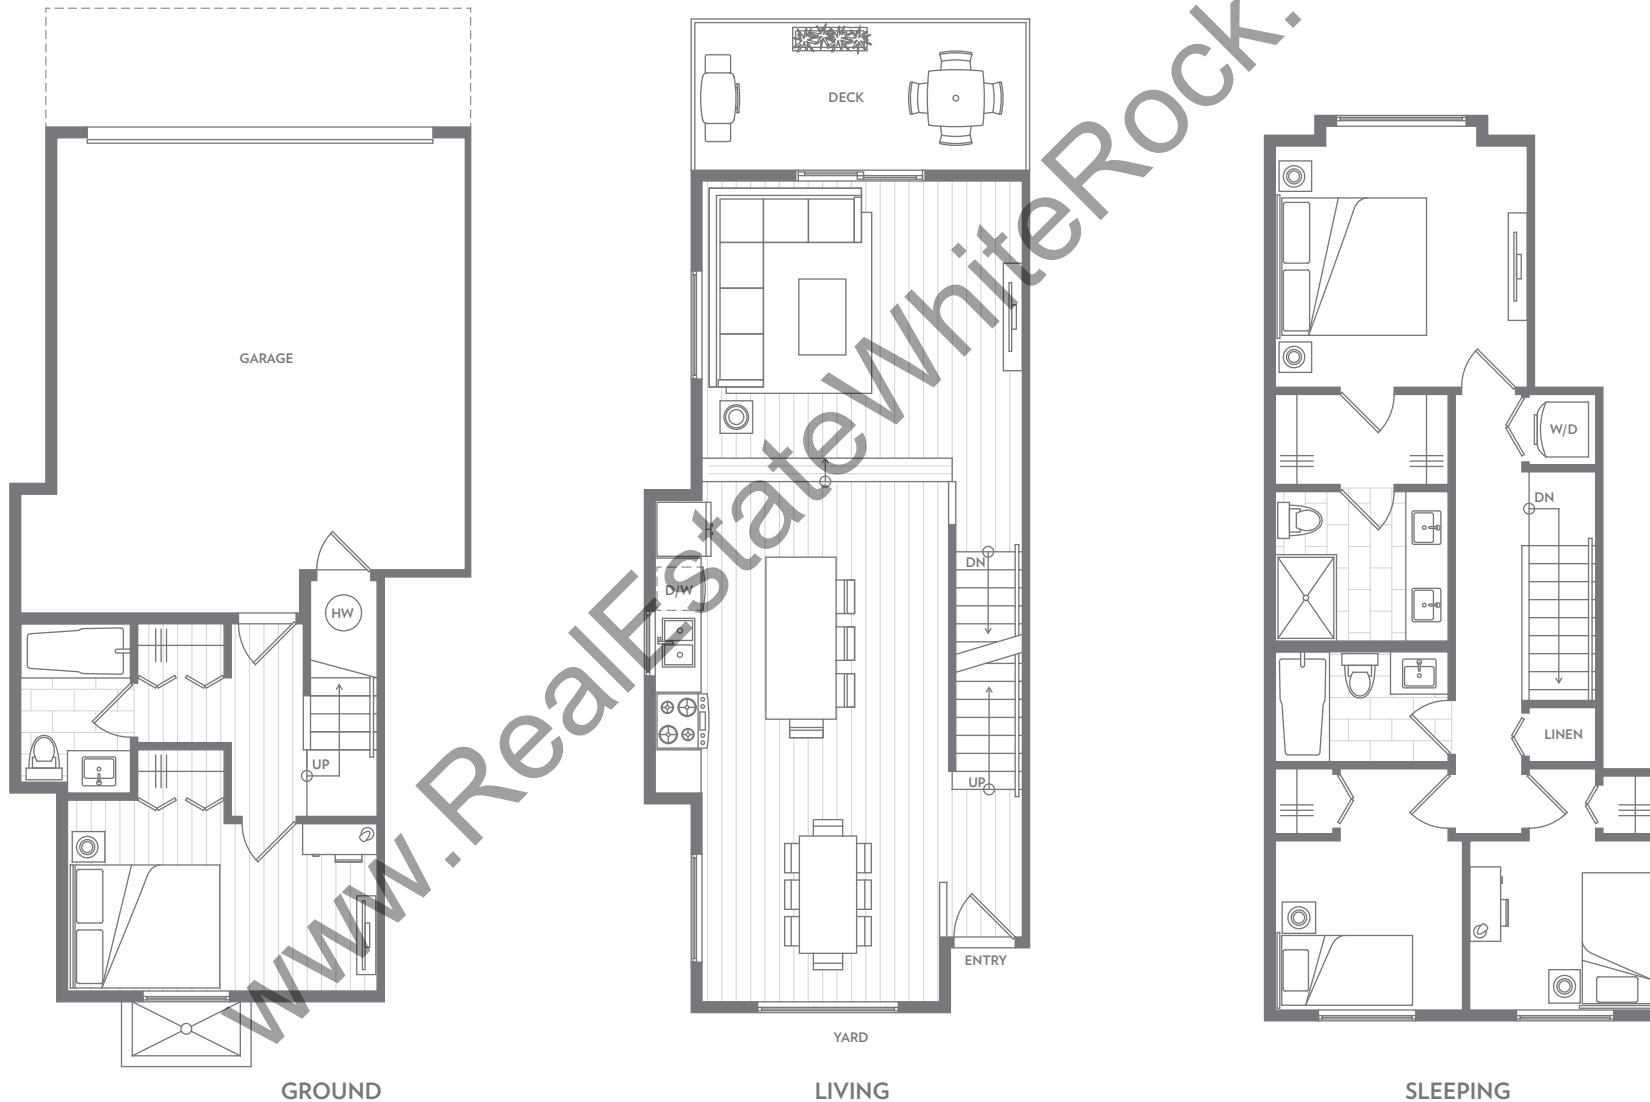 DECK
GARAGE
W/D
DN
DN
D/W
HW
LINEN
UP
UP
ENTRY
YARD
GROUND
LIVING
SLEEPING
www.RealEstateWhiteRock.